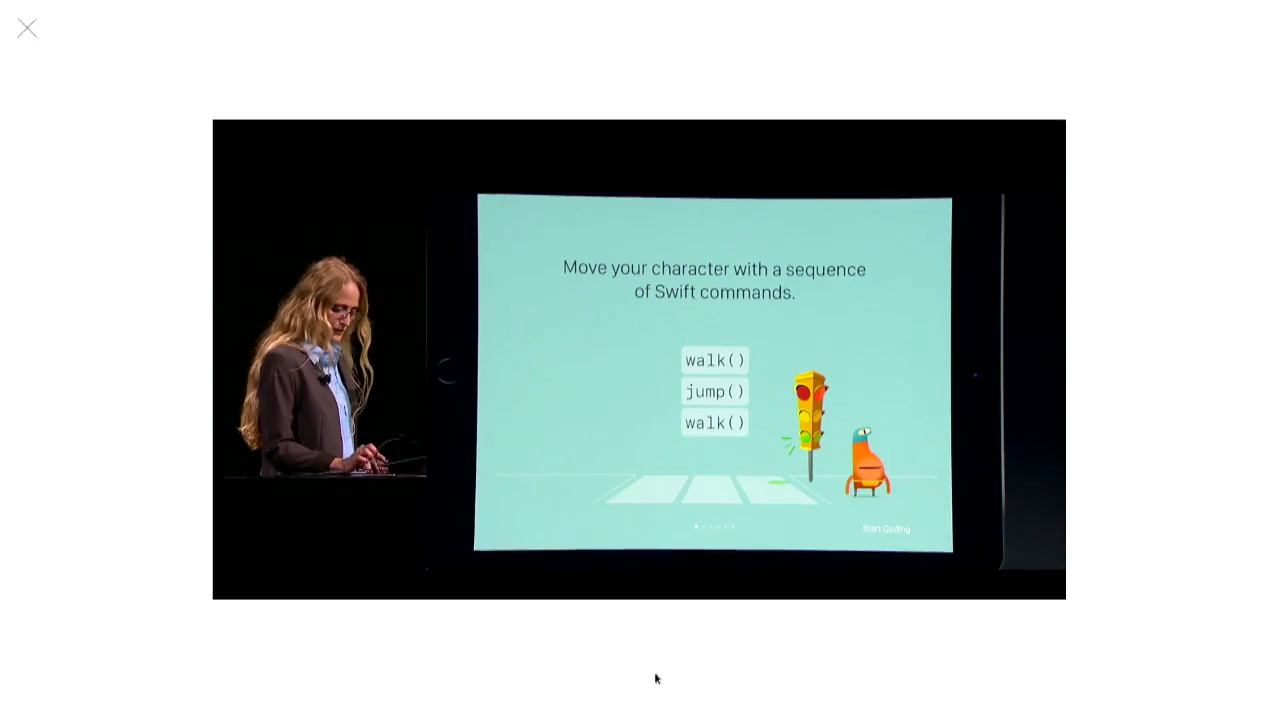 Move your character with a sequence
of Swift commands.
walk()
jump()
walk()
Start Coding